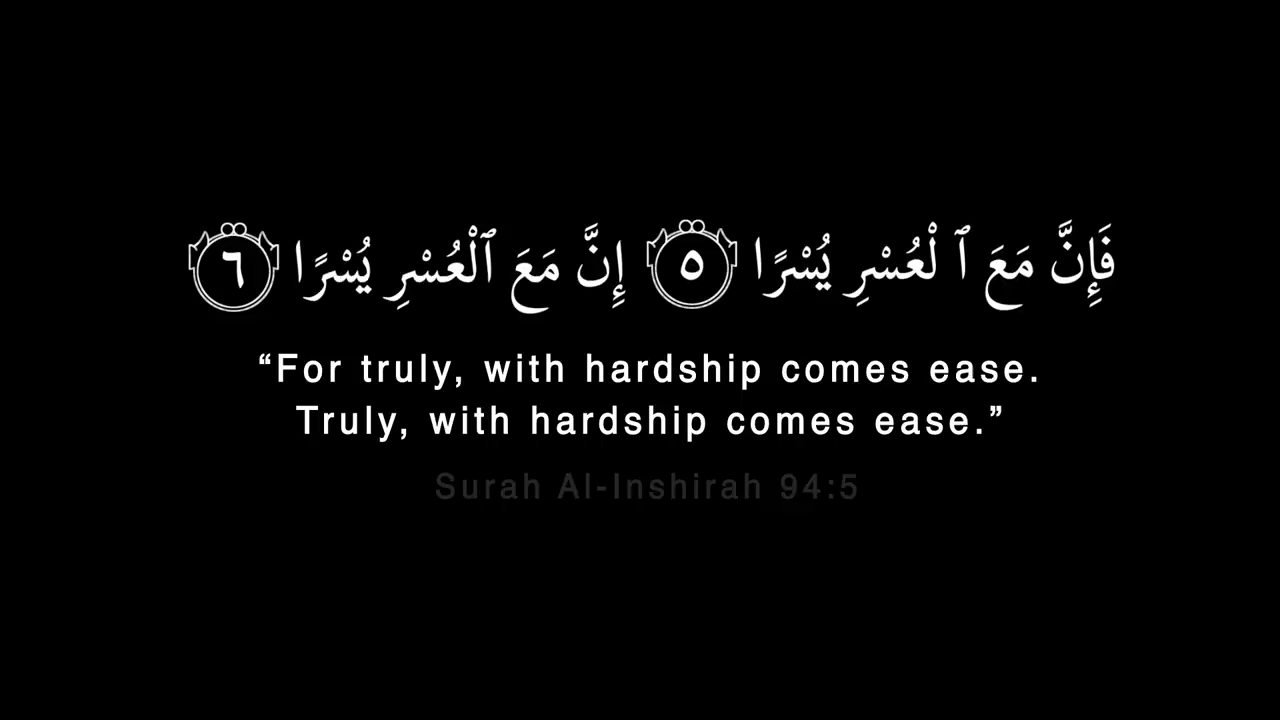 فَإِنَّ مَعَ ٱلْعُسْرِ يُسْرًا ٥ إِنَّ مَعَ ٱلْعُسْرِ يُسْرًا ٦
“For truly, with hardship comes ease.
Truly, with hardship comes ease.”
Surah Al-Inshirah 94:5